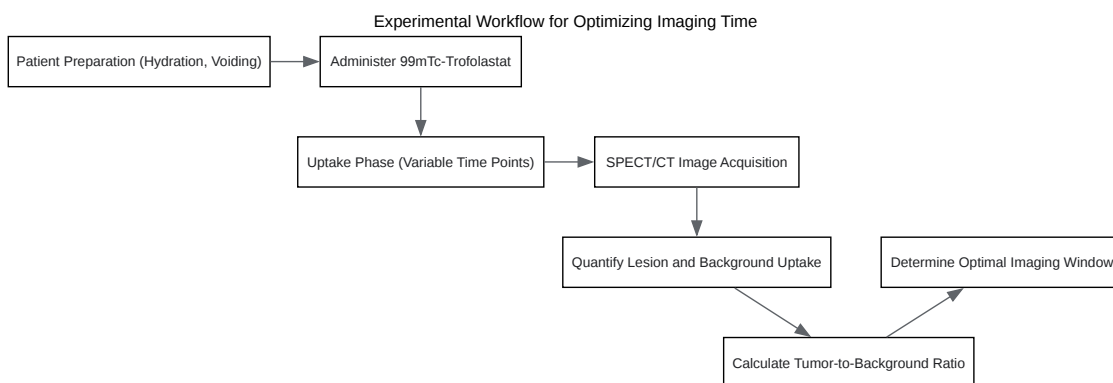 Experimental Workflow for Optimizing Imaging Time
Patient Preparation (Hydration, Voiding)
Administer 99mTc-Trofolastat
Uptake Phase (Variable Time Points)
SPECT/CT Image Acquisition
Quantify Lesion and Background Uptake
Determine Optimal Imaging Window
Calculate Tumor-to-Background Ratio